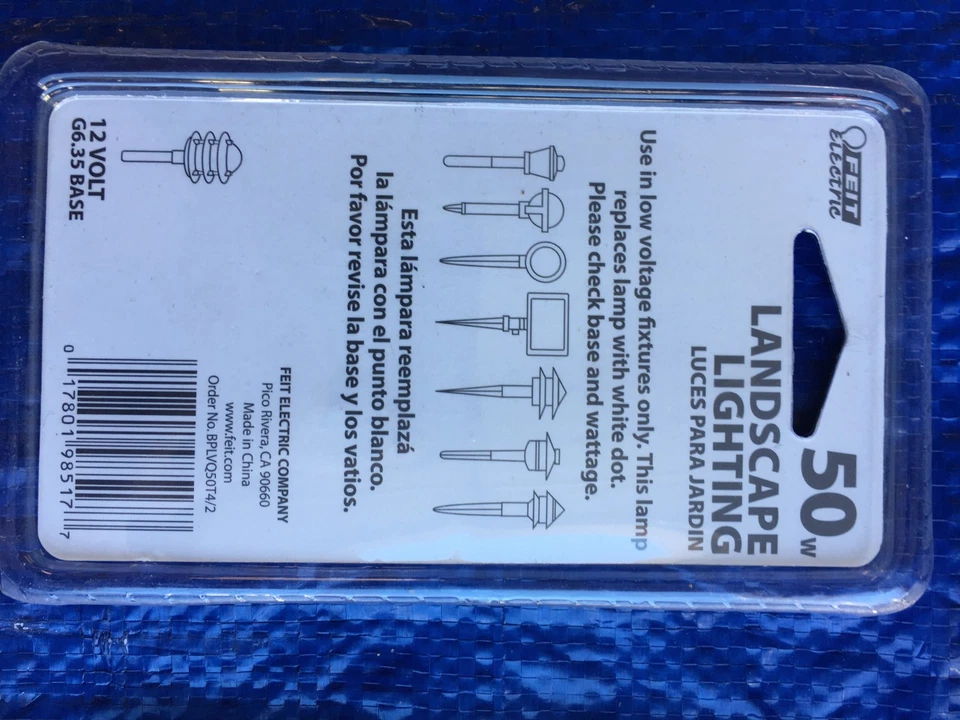 FEIT
Electric
50W
LANDSCAPE
LIGHTING
LUCES PARA JARDIN
Use in low voltage fixtures only. This lamp
replaces lamp with white dot.
Please check base and wattage.
Esta lámpara reemplazá
la lámpara con el punto blanco.
Por favor revise la base y los vatios.
FEIT ELECTRIC COMPANY
Pico Rivera, CA 90660
Made in China
www.feit.com
Order No. BPLVQ50T4/2
12 VOLT
G6.35 BASE
0 17801 98517 7